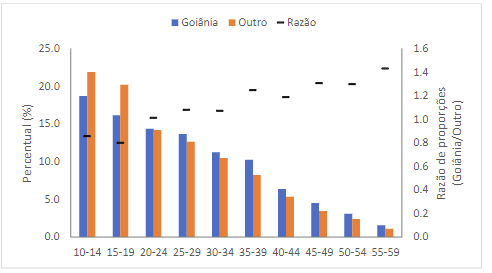 Goiânia Outro Razão
25.0 1.6
1.4
20.0
1.2
15.0 1.0
0.8
10.0 0.6
0.4
5.0
0.2
0.0 0.0
10-14 15-19 20-24 25-29 30-34 35-39 40-44 45-49 50-54 55-59
Percentual (%)
Razão de proporções
(Goiânia/Outro)